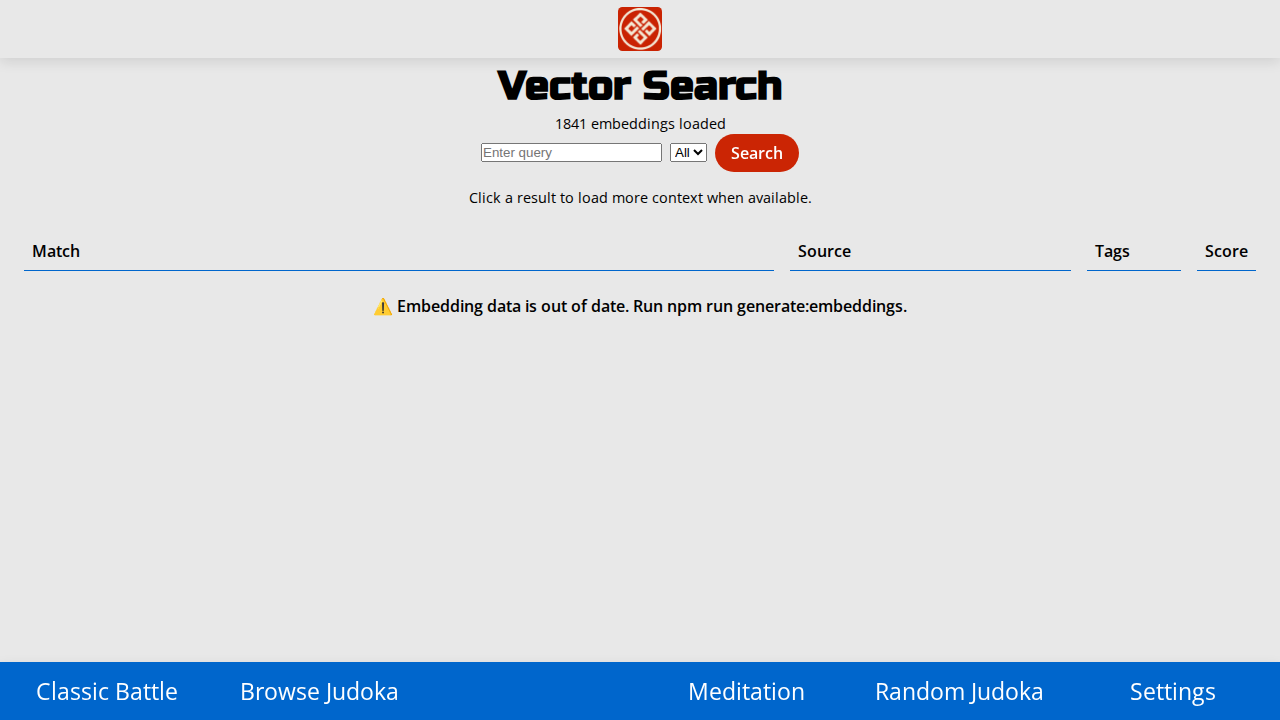 Vector Search
1841 embeddings loaded
Enter query All Search
Click a result to load more context when available.
Match Source Tags Score
⚠️ Embedding data is out of date. Run npm run generate:embeddings.
Classic Battle Browse Judoka Meditation Random Judoka Settings